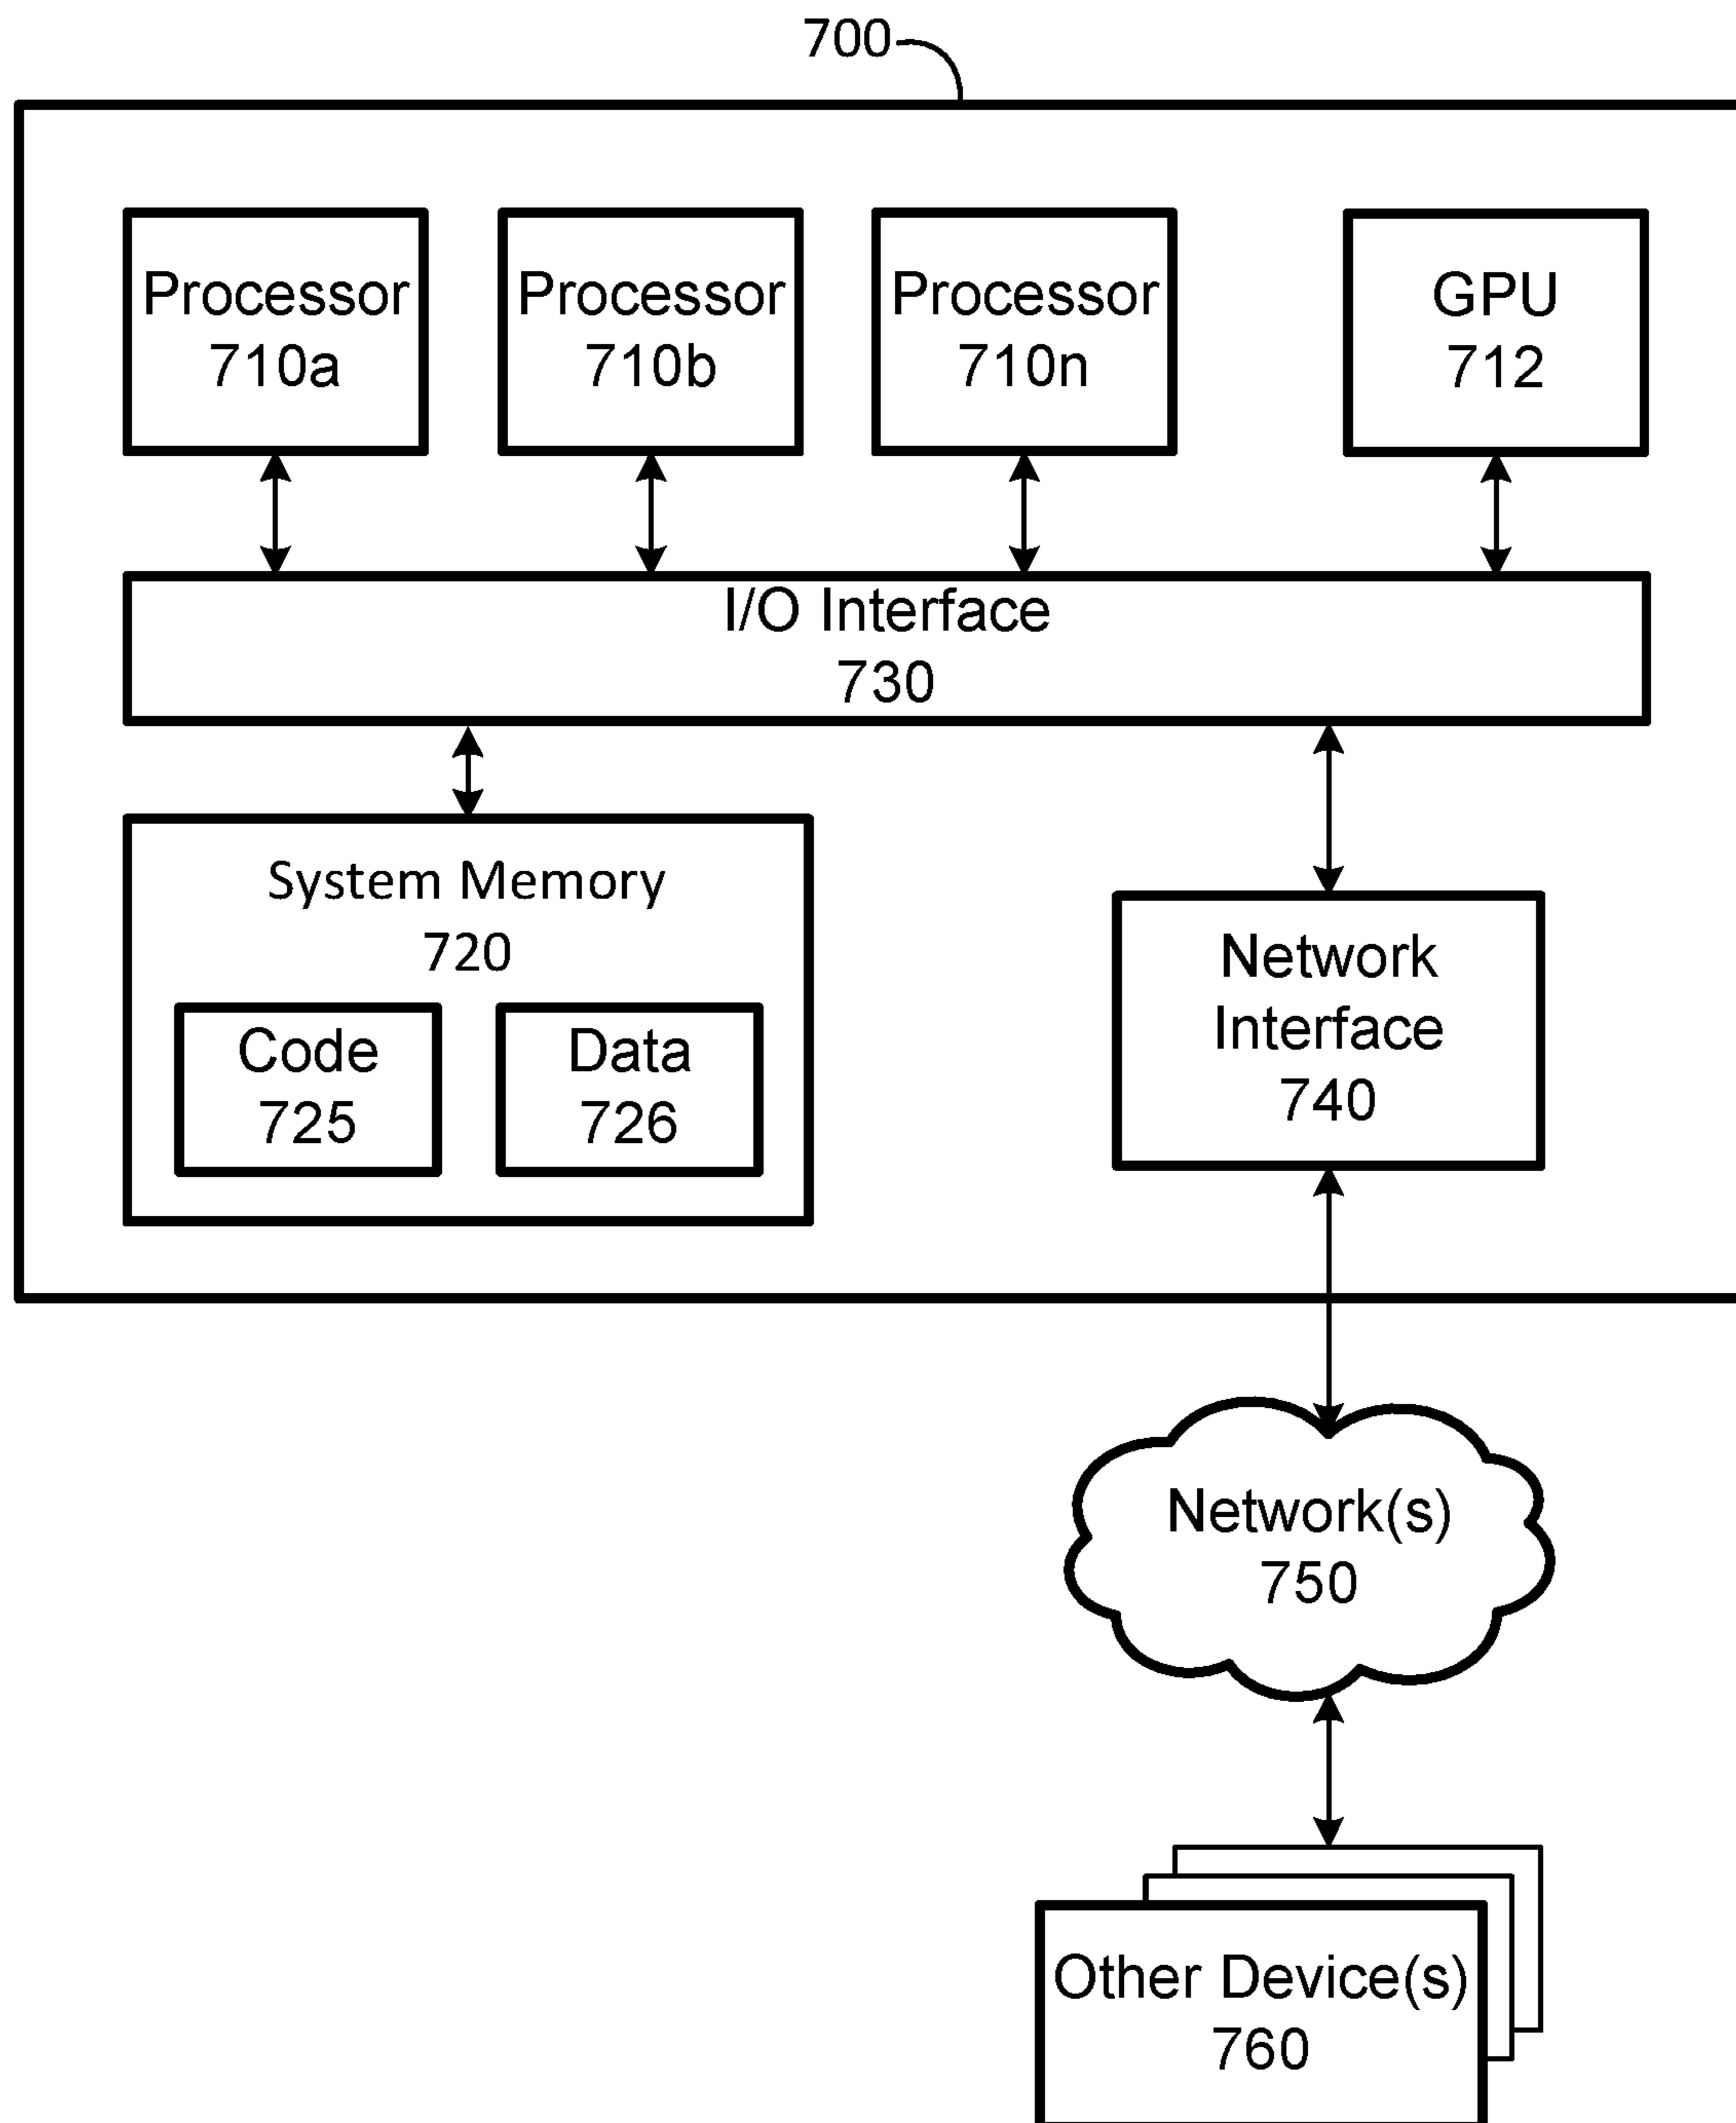 700
Processor
710a
Processor
710b
Processor
710n
GPU
712
I/O Interface
730
System Memory
720
Code
725
Data
726
Network
Interface
740
Network(s)
750
Other Device(s)
760